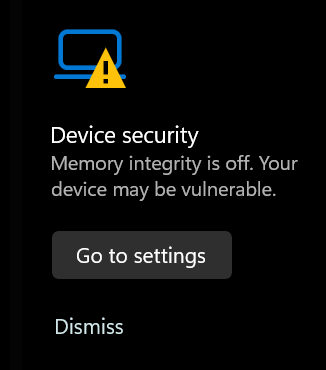 Device security
Memory integrity is off. Your
device may be vulnerable.
Go to settings
Dismiss